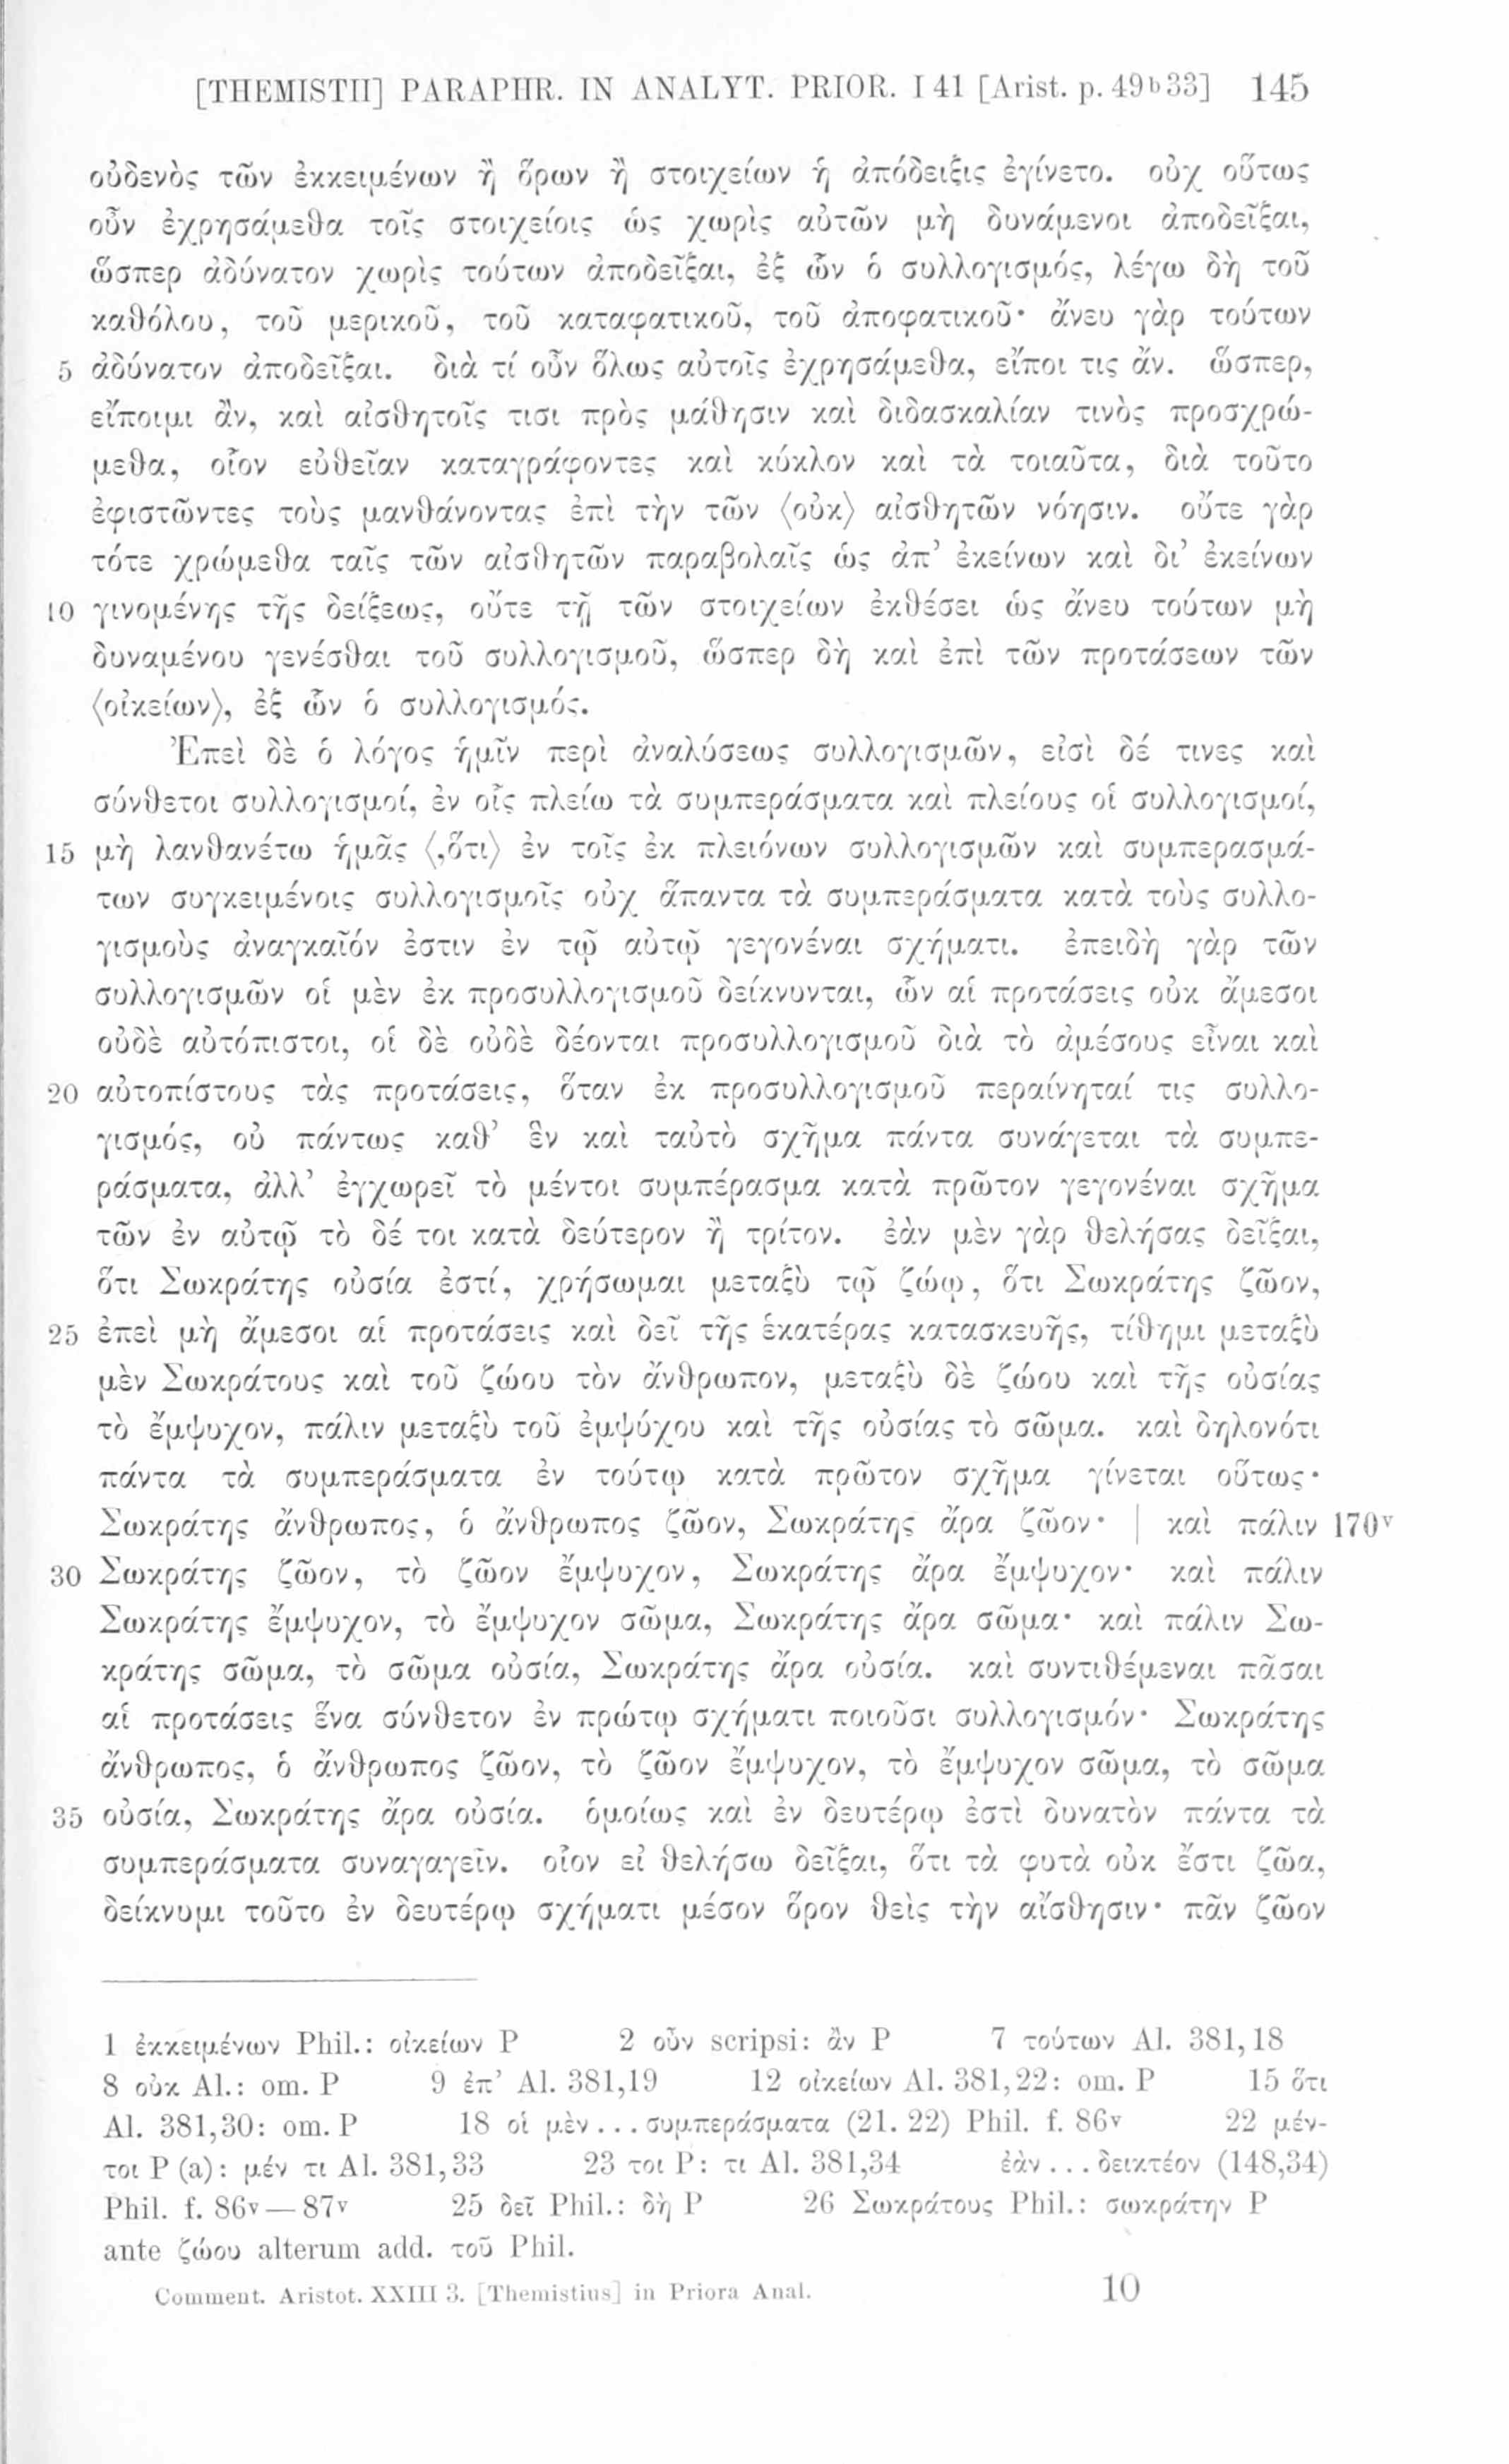 [THEMISTII] PARAPHR. IN ANALYT. PRIOR. I 41 [Arist. p. 49b33] 145
οὐδενὸς τῶν ἐκκειμένων ἢ ὅρων ἢ στοιχείων ἡ ἀπόδειξις ἐγίνετο. οὐχ οὕτως
οὖν ἐχρησάμεθα τοῖς στοιχείοις ὡς χωρὶς αὐτῶν μὴ δυνάμενοι ἀποδεῖξαι,
ὥσπερ ἀδύνατον χωρὶς τούτων ἀποδεῖξαι, ἐξ ὧν ὁ συλλογισμός, λέγω δὴ τοῦ
καθόλου, τοῦ μερικοῦ, τοῦ καταφατικοῦ, τοῦ ἀποφατικοῦ· ἄνευ γὰρ τούτων
5 ἀδύνατον ἀποδεῖξαι. διὰ τί οὖν ὅλως αὐτοῖς ἐχρησάμεθα, εἴποι τις ἄν. ὥσπερ,
εἴποιμι ἄν, καὶ αἰσθητοῖς τισι πρὸς μάθησιν καὶ διδασκαλίαν τινὸς προσχρώ-
μεθα, οἷον εὐθεῖαν καταγράφοντες καὶ κύκλον καὶ τὰ τοιαῦτα, διὰ τοῦτο
ἐφιστῶντες τοὺς μανθάνοντας ἐπὶ τὴν τῶν ⟨οὐκ⟩ αἰσθητῶν νόησιν. οὔτε γὰρ
τότε χρώμεθα ταῖς τῶν αἰσθητῶν παραβολαῖς ὡς ἀπ’ ἐκείνων καὶ δι’ ἐκείνων
10 γινομένης τῆς δείξεως, οὔτε τῇ τῶν στοιχείων ἐκθέσει ὡς ἄνευ τούτων μὴ
δυναμένου γενέσθαι τοῦ συλλογισμοῦ, ὥσπερ δὴ καὶ ἐπὶ τῶν προτάσεων τῶν
⟨οἰκείων⟩, ἐξ ὧν ὁ συλλογισμός.
Ἐπεὶ δὲ ὁ λόγος ἡμῖν περὶ ἀναλύσεως συλλογισμῶν, εἰσὶ δέ τινες καὶ
σύνθετοι συλλογισμοί, ἐν οἷς πλείω τὰ συμπεράσματα καὶ πλείους οἱ συλλογισμοί,
15 μὴ λανθανέτω ἡμᾶς ⟨,ὅτι⟩ ἐν τοῖς ἐκ πλειόνων συλλογισμῶν καὶ συμπερασμά-
των συγκειμένοις συλλογισμοῖς οὐχ ἅπαντα τὰ συμπεράσματα κατὰ τοὺς συλλο-
γισμοὺς ἀναγκαῖόν ἐστιν ἐν τῷ αὐτῷ γεγονέναι σχήματι. ἐπειδὴ γὰρ τῶν
συλλογισμῶν οἱ μὲν ἐκ προσυλλογισμοῦ δείκνυνται, ὧν αἱ προτάσεις οὐκ ἄμεσοι
οὐδὲ αὐτόπιστοι, οἱ δὲ οὐδὲ δέονται προσυλλογισμοῦ διὰ τὸ ἀμέσους εἶναι καὶ
20 αὐτοπίστους τὰς προτάσεις, ὅταν ἐκ προσυλλογισμοῦ περαίνηταί τις συλλο-
γισμός, οὐ πάντως καθ’ ἓν καὶ ταὐτὸ σχῆμα πάντα συνάγεται τὰ συμπε-
ράσματα, ἀλλ’ ἐγχωρεῖ τὸ μέντοι συμπέρασμα κατὰ πρῶτον γεγονέναι σχῆμα
τῶν ἐν αὐτῷ τὸ δέ τοι κατὰ δεύτερον ἢ τρίτον. ἐὰν μὲν γὰρ θελήσας δεῖξαι,
ὅτι Σωκράτης οὐσία ἐστί, χρήσωμαι μεταξὺ τῷ ζώῳ, ὅτι Σωκράτης ζῶον,
25 ἐπεὶ μὴ ἄμεσοι αἱ προτάσεις καὶ δεῖ τῆς ἑκατέρας κατασκευῆς, τίθημι μεταξὺ
μὲν Σωκράτους καὶ τοῦ ζώου τὸν ἄνθρωπον, μεταξὺ δὲ ζώου καὶ τῆς οὐσίας
τὸ ἔμψυχον, πάλιν μεταξὺ τοῦ ἐμψύχου καὶ τῆς οὐσίας τὸ σῶμα. καὶ δηλονότι
πάντα τὰ συμπεράσματα ἐν τούτῳ κατὰ πρῶτον σχῆμα γίνεται οὕτως·
Σωκράτης ἄνθρωπος, ὁ ἄνθρωπος ζῶον, Σωκράτης ἄρα ζῶον· | καὶ πάλιν 170v
30 Σωκράτης ζῶον, τὸ ζῶον ἔμψυχον, Σωκράτης ἄρα ἔμψυχον· καὶ πάλιν
Σωκράτης ἔμψυχον, τὸ ἔμψυχον σῶμα, Σωκράτης ἄρα σῶμα· καὶ πάλιν Σω-
κράτης σῶμα, τὸ σῶμα οὐσία, Σωκράτης ἄρα οὐσία. καὶ συντιθέμεναι πᾶσαι
αἱ προτάσεις ἕνα σύνθετον ἐν πρώτῳ σχήματι ποιοῦσι συλλογισμόν· Σωκράτης
ἄνθρωπος, ὁ ἄνθρωπος ζῶον, τὸ ζῶον ἔμψυχον, τὸ ἔμψυχον σῶμα, τὸ σῶμα
35 οὐσία, Σωκράτης ἄρα οὐσία. ὁμοίως καὶ ἐν δευτέρῳ ἐστὶ δυνατὸν πάντα τὰ
συμπεράσματα συναγαγεῖν. οἷον εἰ θελήσω δεῖξαι, ὅτι τὰ φυτὰ οὐκ ἔστι ζῶα,
δείκνυμι τοῦτο ἐν δευτέρῳ σχήματι μέσον ὅρον θεὶς τὴν αἴσθησιν· πᾶν ζῶον
1 ἐκκειμένων Phil.: οἰκείων P 2 οὖν scripsi: ἂν P 7 τούτων Al. 381,18
8 οὐκ Al.: om. P 9 ἐπ’ Al. 381,19 12 οἰκείων Al. 381,22: om. P 15 ὅτι
Al. 381,30: om. P 18 οἱ μὲν... συμπεράσματα (21. 22) Phil. f. 86v 22 μέν-
τοι P (a): μέν τι Al. 381,33 23 τοι P: τι Al. 381,34 ἐὰν... δεικτέον (148,34)
Phil. f. 86v — 87v 25 δεῖ Phil.: δὴ P 26 Σωκράτους Phil.: σωκράτην P
ante ζώου alterum add. τοῦ Phil.
Comment. Aristot. XXIII 3. [Themistius] in Priora Anal. 10